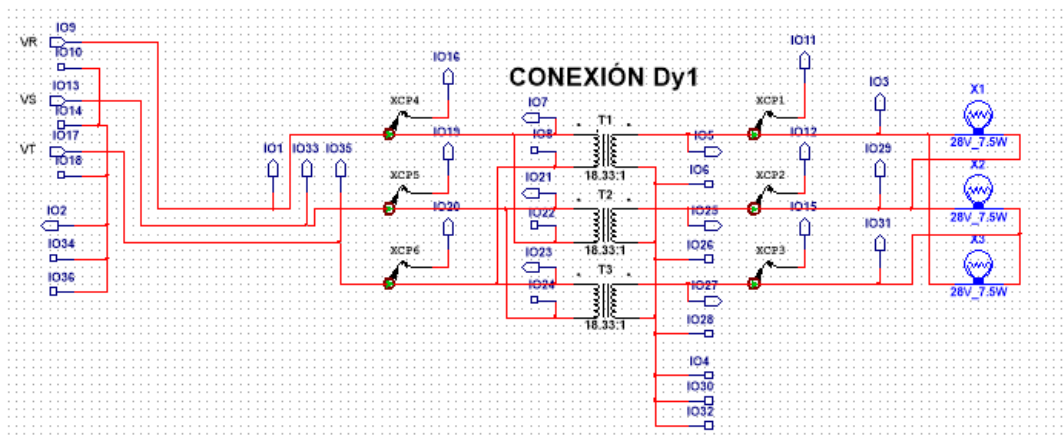 VR
IO9
IO10
VS
IO13
IO14
VT
IO17
IO18
IO2
IO34
IO36
IO1
IO33
IO35
XCP4
IO16
XCP5
IO19
XCP6
IO20
CONEXIÓN Dy1
IO7
IO8
T1
18.33:1
IO21
IO22
T2
18.33:1
IO23
IO24
T3
18.33:1
IO5
IO6
IO25
IO26
IO27
IO28
IO4
IO30
IO32
XCP1
IO11
XCP2
IO12
XCP3
IO15
IO3
IO29
IO31
X1
28V_7.5W
X2
28V_7.5W
X3
28V_7.5W